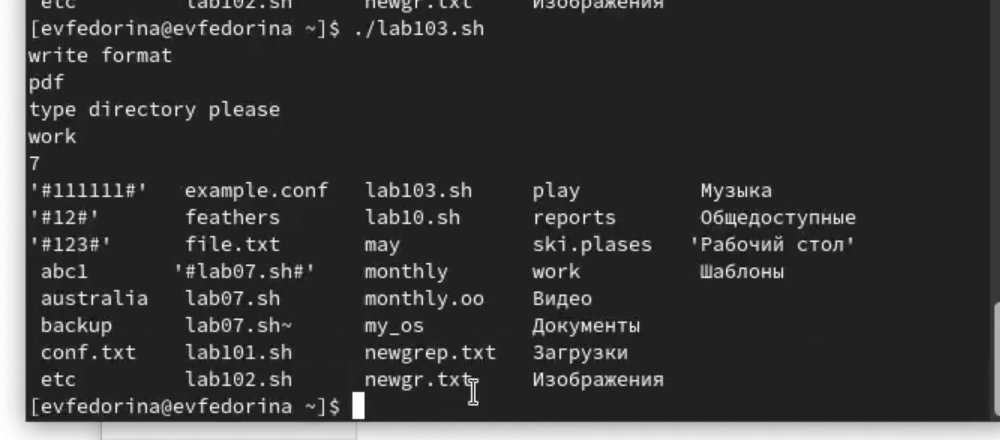 etc lab102.sh newgr.txt Изображения
[evfedorina@evfedorina ~]$ ./lab103.sh
write format
pdf
type directory please
work
7
'#111111#' example.conf lab103.sh play Музыка
'#12#' feathers lab10.sh reports Общедоступные
'#123#' file.txt may ski.plases 'Рабочий стол'
abc1 '#lab07.sh#' monthly work Шаблоны
australia lab07.sh monthly.oo Видео
backup lab07.sh~ my_os Документы
conf.txt lab101.sh newgrep.txt Загрузки
etc lab102.sh newgr.txt Изображения
[evfedorina@evfedorina ~]$